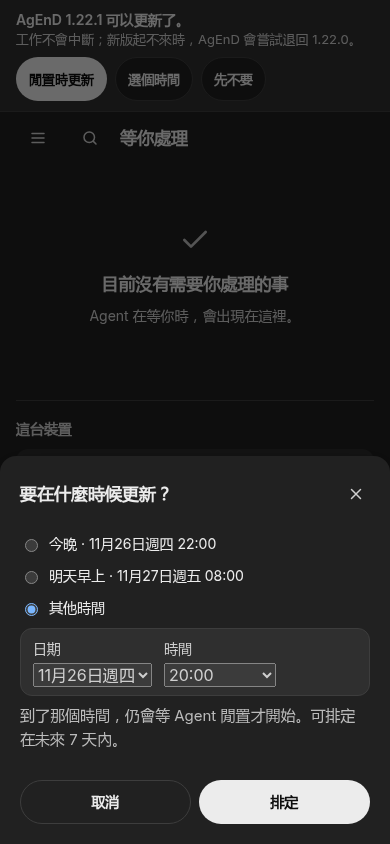 AgEnD 1.22.1 可以更新了。
工作不會中斷；新版起不來時，AgEnD 會嘗試退回 1.22.0。
閒置時更新
選個時間
先不要
等你處理
目前沒有需要你處理的事
Agent 在等你時，會出現在這裡。
這台裝置
要在什麼時候更新？
今晚 · 11月26日週四 22:00
明天早上 · 11月27日週五 08:00
其他時間
日期
時間
11月26日週四
20:00
到了那個時間，仍會等 Agent 閒置才開始。可排定
在未來 7 天內。
取消
排定